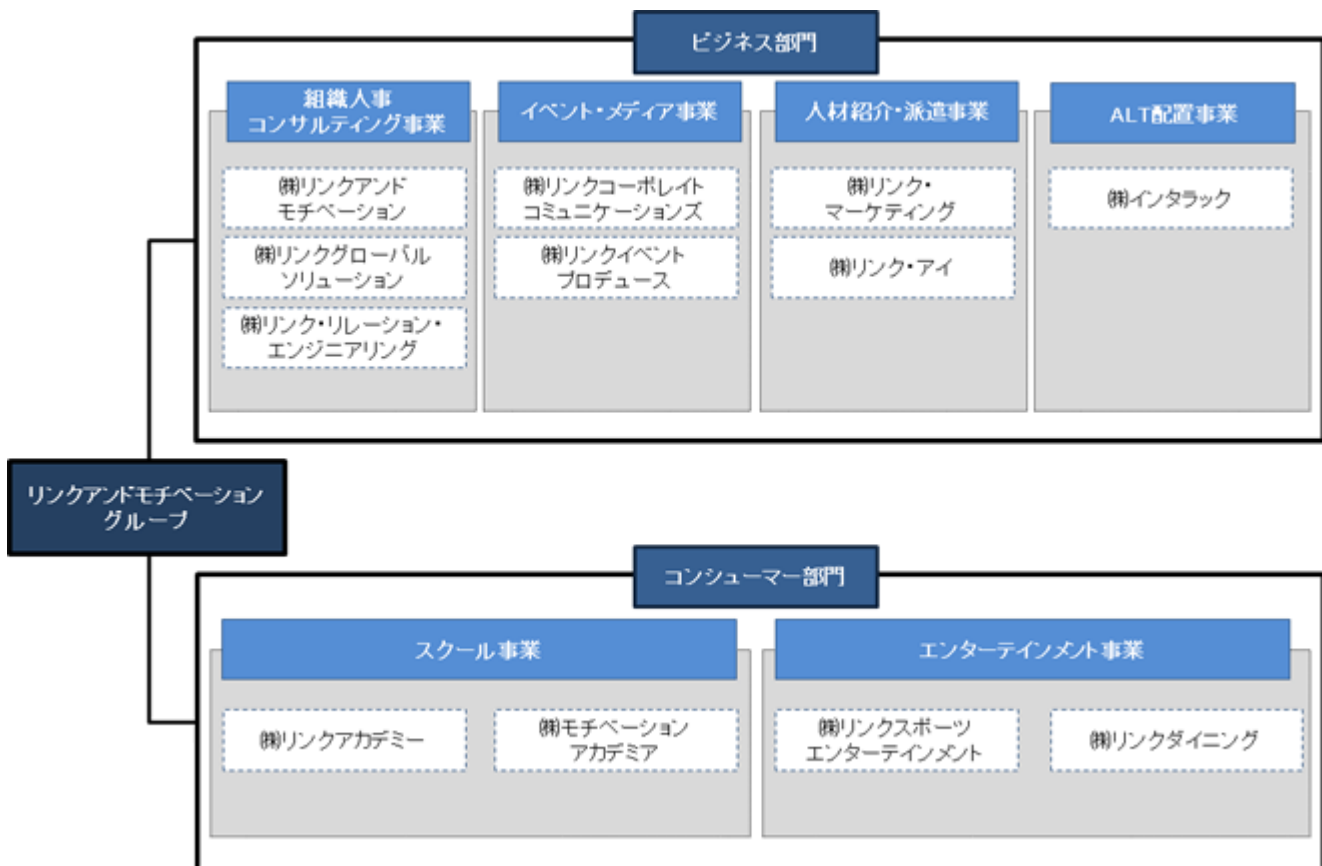 ビジネス部門
組織人事
コンサルティング事業
㈱リンクアンド
モチベーション
㈱リンクグローバル
ソリューション
㈱リンク・リレーション・
エンジニアリング
イベント・メディア事業
㈱リンクコーポレイト
コミュニケーションズ
㈱リンクイベント
プロデュース
人材紹介・派遣事業
㈱リンク・
マーケティング
㈱リンク・アイ
ALT配置事業
㈱インタラック
リンクアンドモチベーション
グループ
コンシューマー部門
スクール事業
㈱リンクアカデミー
㈱モチベーション
アカデミア
エンターテインメント事業
㈱リンクスポーツ
エンターテインメント
㈱リンクダイニング